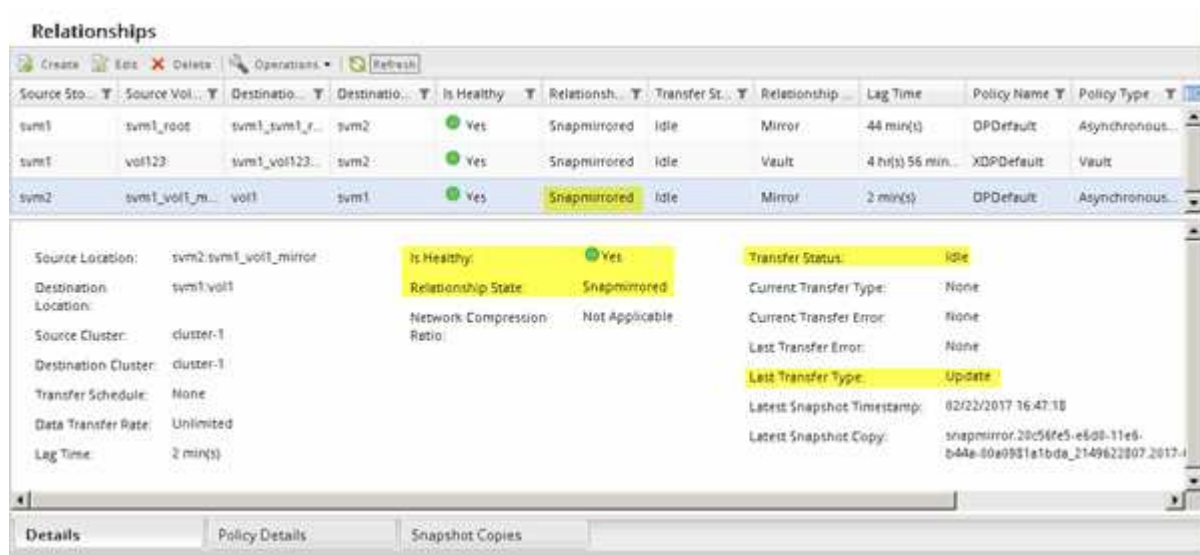 Relationships
Create Edit Delete Operations Refresh
Source Sto... Source Vol... Destinatio... Destinatio... Is Healthy Relationsh... Transfer St... Relationship ... Lag Time Policy Name Policy Type
svm1 svm1_root svm1_svm1_r... svm2 Yes Snapmirrored Idle Mirror 44 min(s) DPDefault Asynchronous...
svm1 vol123 svm1_vol123... svm2 Yes Snapmirrored Idle Vault 4 hr(s) 56 min... XDPDefault Vault
svm2 svm1_vol1_m... vol1 svm1 Yes Snapmirrored Idle Mirror 2 min(s) DPDefault Asynchronous...
Source Location: svm2:svm1_vol1_mirror
Destination Location: svm1:vol1
Source Cluster: cluster-1
Destination Cluster: cluster-1
Transfer Schedule: None
Data Transfer Rate: Unlimited
Lag Time: 2 min(s)
Is Healthy: Yes
Relationship State: Snapmirrored
Network Compression Ratio: Not Applicable
Transfer Status: Idle
Current Transfer Type: None
Current Transfer Error: None
Last Transfer Error: None
Last Transfer Type: Update
Latest Snapshot Timestamp: 02/22/2017 16:47:18
Latest Snapshot Copy: snapmirror.20c56fe5-e6d0-11e6-
b44a-00a0981a1bda_2149622807.2017-
Details Policy Details Snapshot Copies